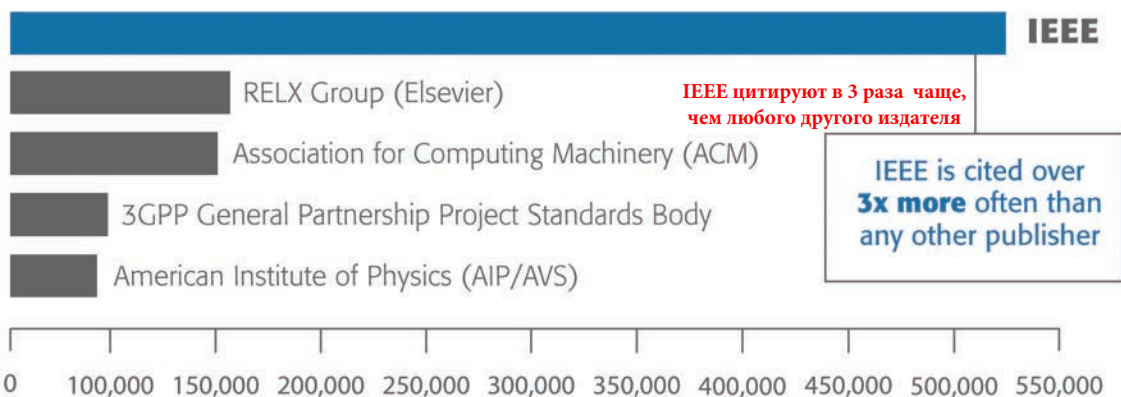 IEEE
RELX Group (Elsevier)
IEEE цитируют в 3 раза чаще,
чем любого другого издателя
Association for Computing Machinery (ACM)
IEEE is cited over
3x more often than
any other publisher
3GPP General Partnership Project Standards Body
American Institute of Physics (AIP/AVS)
0 100,000 150,000 200,000 250,000 300,000 350,000 400,000 450,000 500,000 550,000